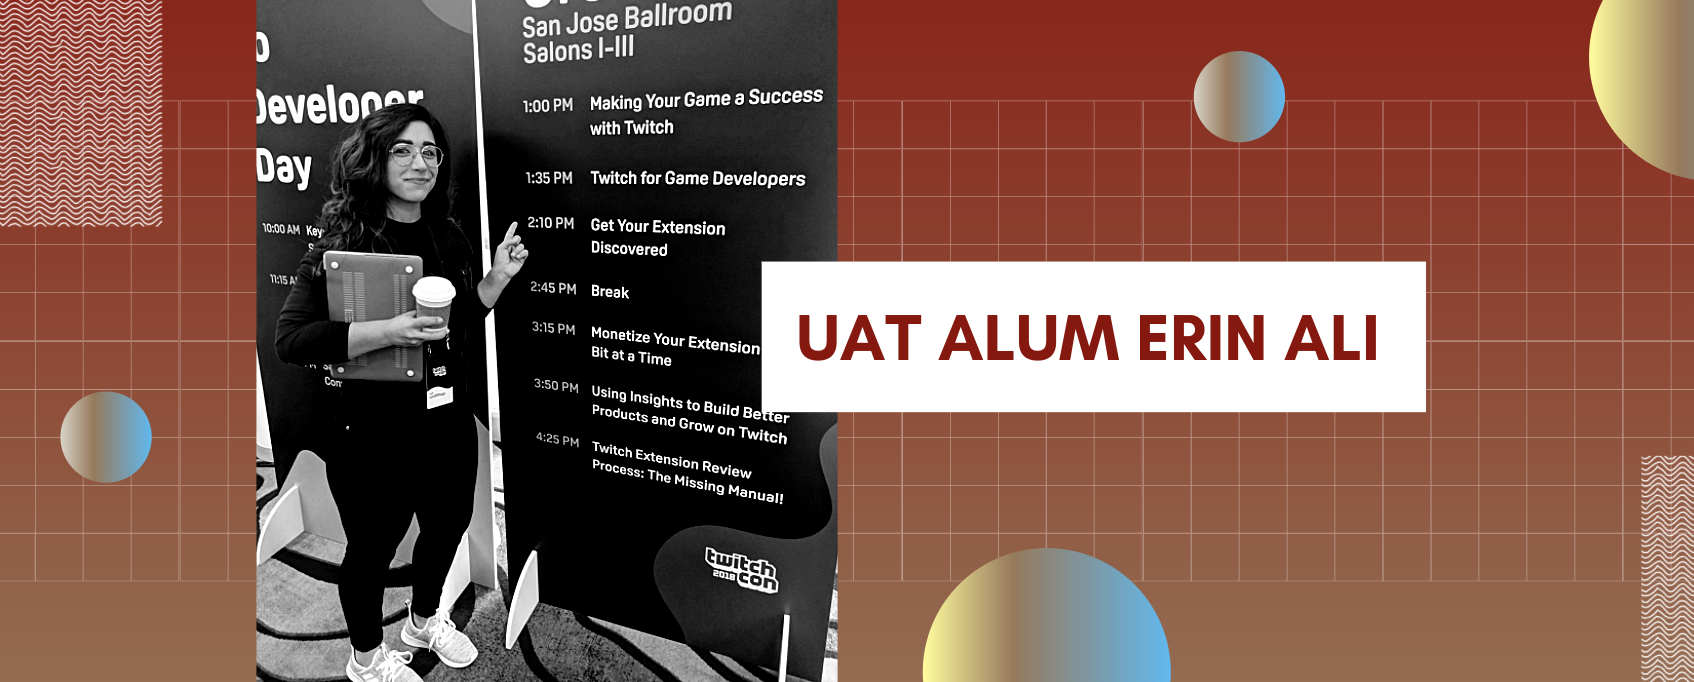 Developer
Day
10:00 AM
San Jose Ballroom
Salons I-III
1:00 PM Making Your Game a Success
with Twitch
1:35 PM Twitch for Game Developers
2:10 PM Get Your Extension
Discovered
2:45 PM Break
3:15 PM Monetize Your Extension
Bit at a Time
3:50 PM Using Insights to Build Better
Products and Grow on Twitch
4:25 PM Twitch Extension Review
Process: The Missing Manual!
twitch
2018 con
UAT ALUM ERIN ALI